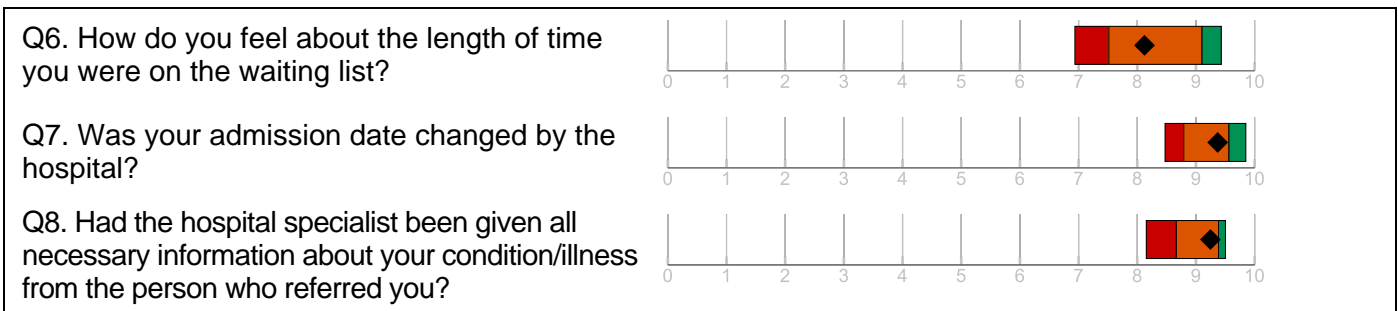 Q6. How do you feel about the length of time
you were on the waiting list?
0 1 2 3 4 5 6 7 8 9 10
Q7. Was your admission date changed by the
hospital?
0 1 2 3 4 5 6 7 8 9 10
Q8. Had the hospital specialist been given all
necessary information about your condition/illness
from the person who referred you?
0 1 2 3 4 5 6 7 8 9 10